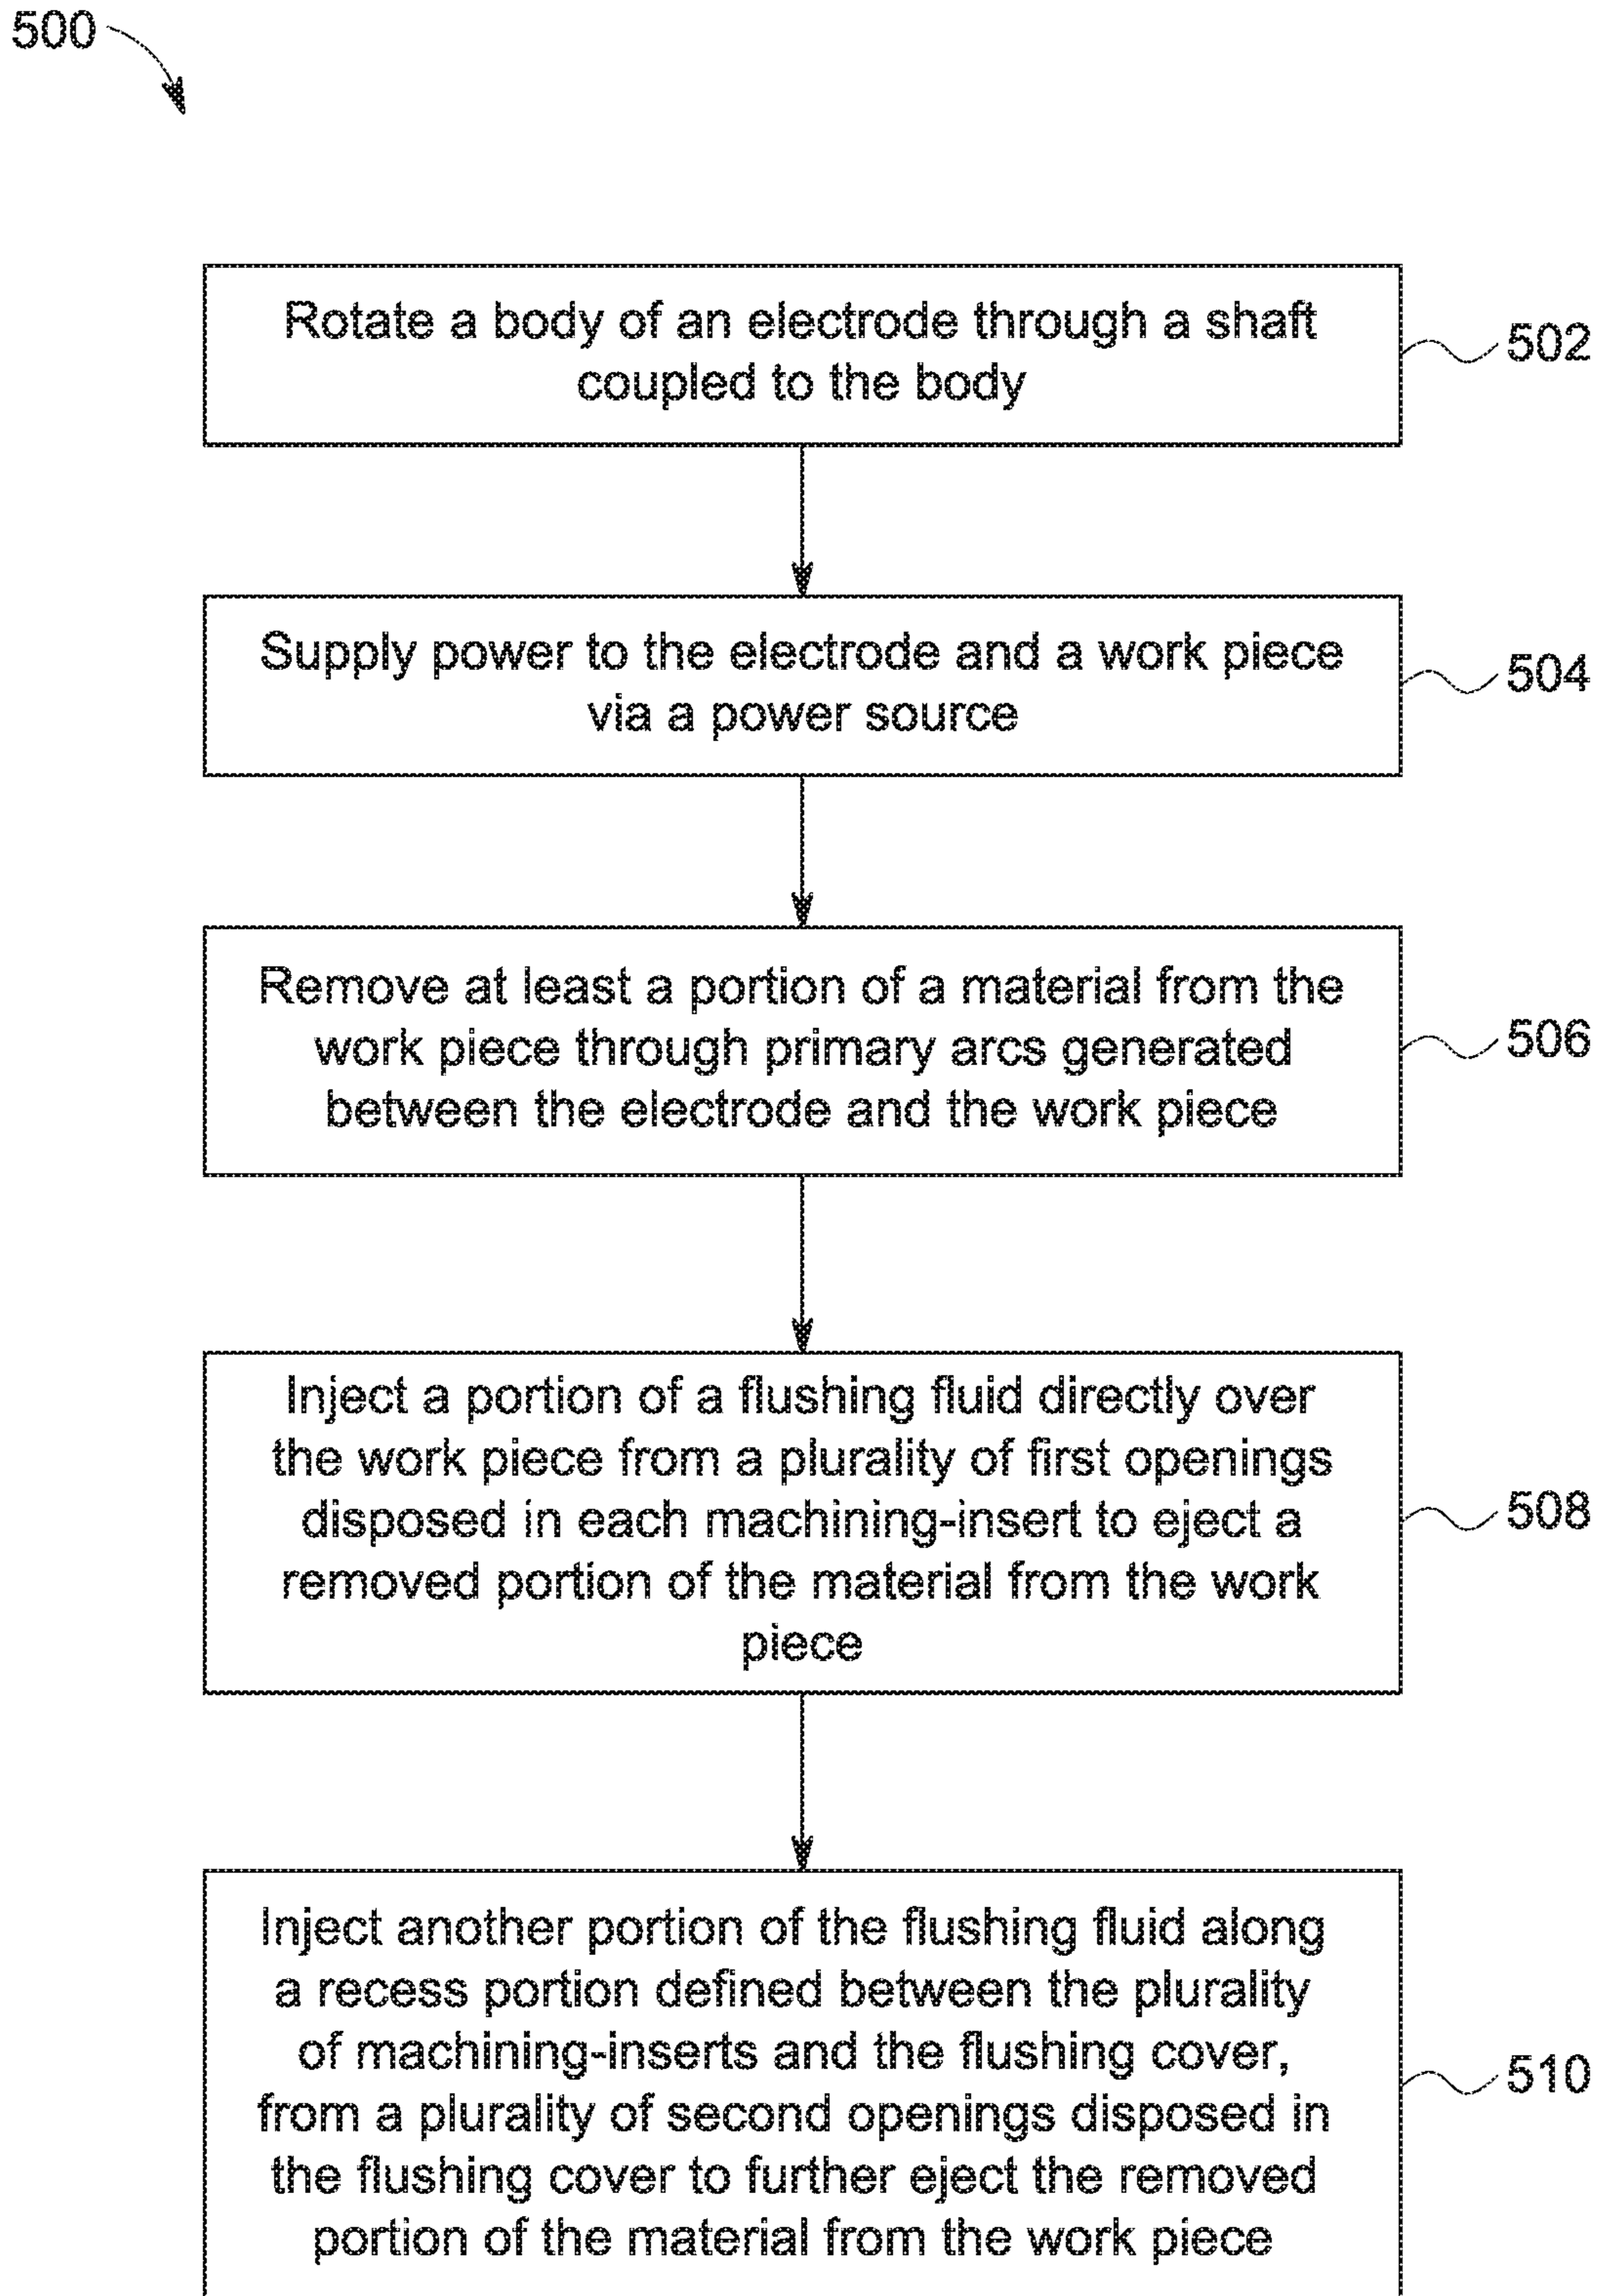 500
Rotate a body of an electrode through a shaft
coupled to the body
502
Supply power to the electrode and a work piece
via a power source
504
Remove at least a portion of a material from the
work piece through primary arcs generated
between the electrode and the work piece
506
Inject a portion of a flushing fluid directly over
the work piece from a plurality of first openings
disposed in each machining-insert to eject a
removed portion of the material from the work
piece
508
Inject another portion of the flushing fluid along
a recess portion defined between the plurality
of machining-inserts and the flushing cover,
from a plurality of second openings disposed in
the flushing cover to further eject the removed
portion of the material from the work piece
510